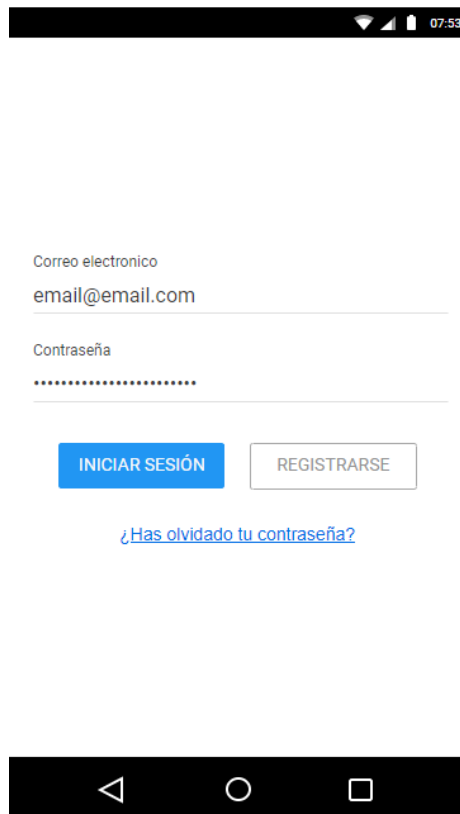 07:53
Correo electronico
email@email.com
Contraseña
••••••••••••••••••••••••
INICIAR SESIÓN REGISTRARSE
¿Has olvidado tu contraseña?